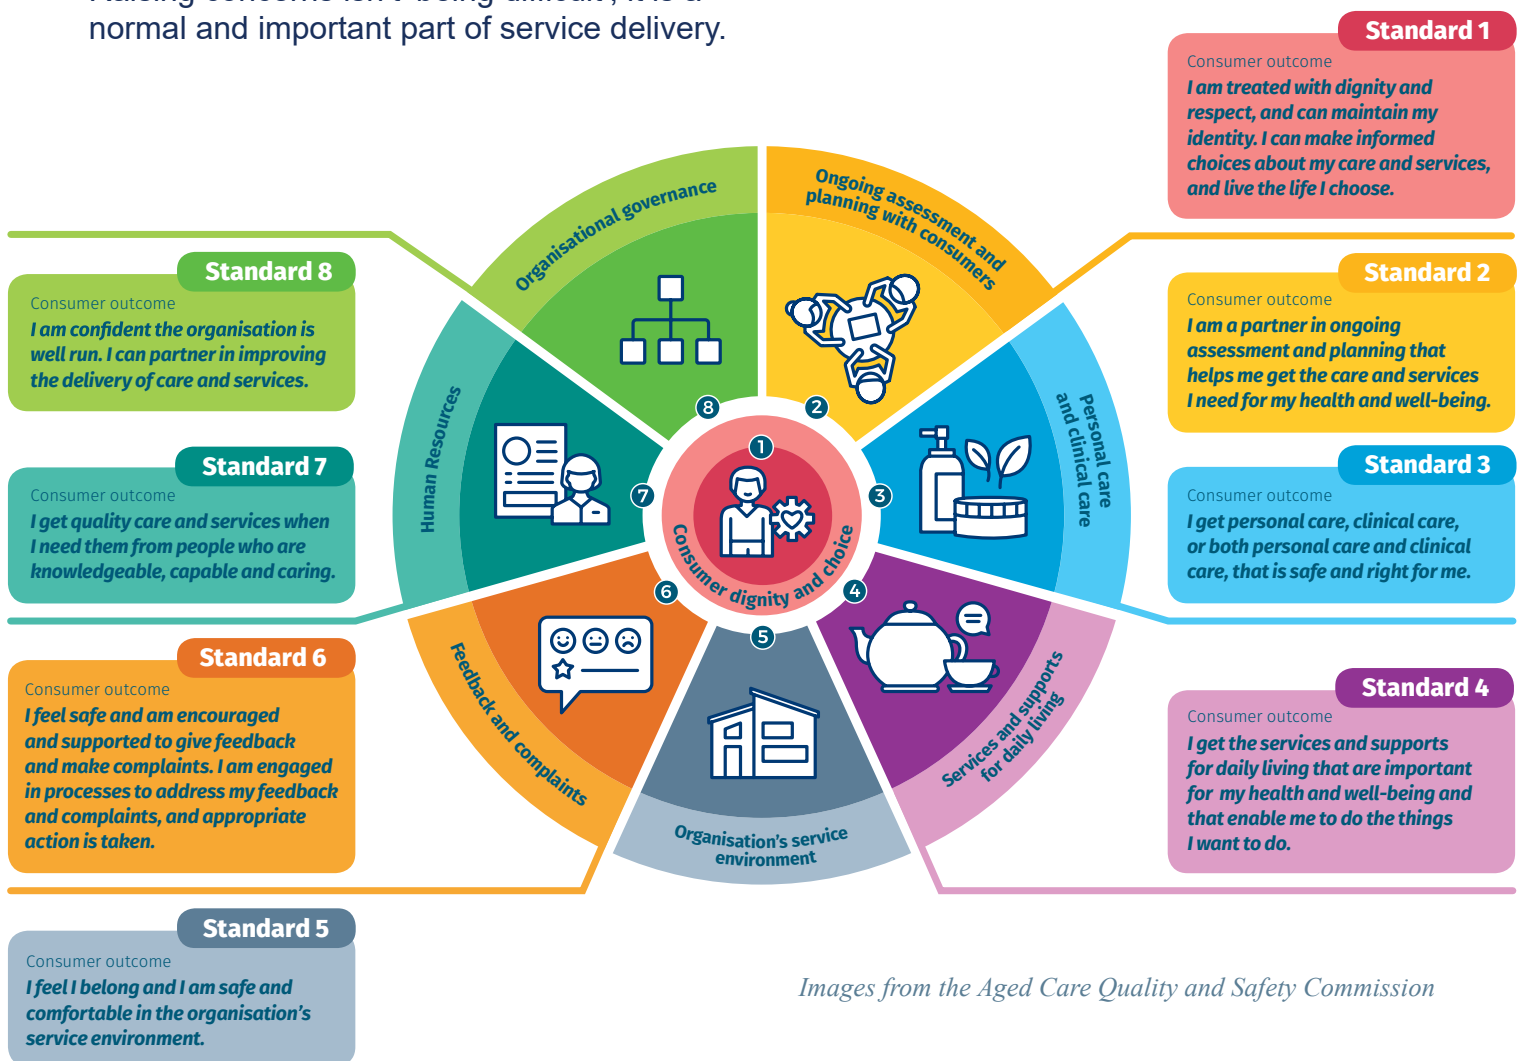 Raising concerns isn't 'being difficult', it is a
normal and important part of service delivery.
Standard 1
Consumer outcome
I am treated with dignity and
respect, and can maintain my
identity. I can make informed
choices about my care and services,
and live the life I choose.
Standard 2
Consumer outcome
I am a partner in ongoing
assessment and planning that
helps me get the care and services
I need for my health and well-being.
Standard 3
Consumer outcome
I get personal care, clinical care,
or both personal care and clinical
care, that is safe and right for me.
Standard 4
Consumer outcome
I get the services and supports
for daily living that are important
for my health and well-being and
that enable me to do the things
I want to do.
Standard 8
Consumer outcome
I am confident the organisation is
well run. I can partner in improving
the delivery of care and services.
Standard 7
Consumer outcome
I get quality care and services when
I need them from people who are
knowledgeable, capable and caring.
Standard 6
Consumer outcome
I feel safe and am encouraged
and supported to give feedback
and make complaints. I am engaged
in processes to address my feedback
and complaints, and appropriate
action is taken.
Standard 5
Consumer outcome
I feel I belong and I am safe and
comfortable in the organisation's
service environment.
Organisational governance
Ongoing assessment and
planning with consumers
Personal care
and clinical care
Services and supports
for daily living
Organisation's service
environment
Feedback and complaints
Human Resources
Consumer dignity and choice
1
2
3
4
5
6
7
8
Images from the Aged Care Quality and Safety Commission